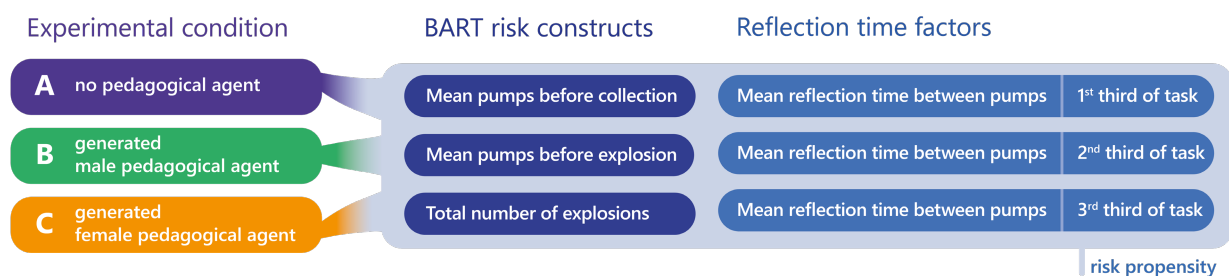 Experimental condition
BART risk constructs
Reflection time factors
A no pedagogical agent
B generated
male pedagogical agent
C generated
female pedagogical agent
Mean pumps before collection
Mean pumps before explosion
Total number of explosions
Mean reflection time between pumps 1st third of task
Mean reflection time between pumps 2nd third of task
Mean reflection time between pumps 3rd third of task
risk propensity